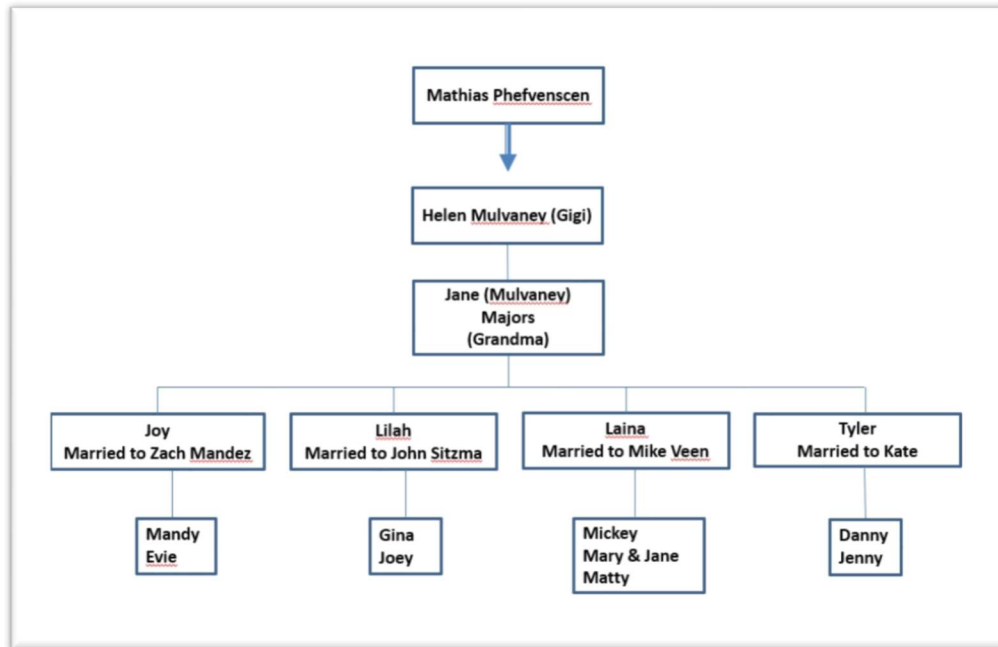 Mathias Phefvenscen
Helen Mulvaney (Gigi)
Jane (Mulvaney)
Majors
(Grandma)
Joy
Married to Zach Mandez
Lilah
Married to John Sitzma
Laina
Married to Mike Veen
Tyler
Married to Kate
Mandy
Evie
Gina
Joey
Mickey
Mary & Jane
Matty
Danny
Jenny